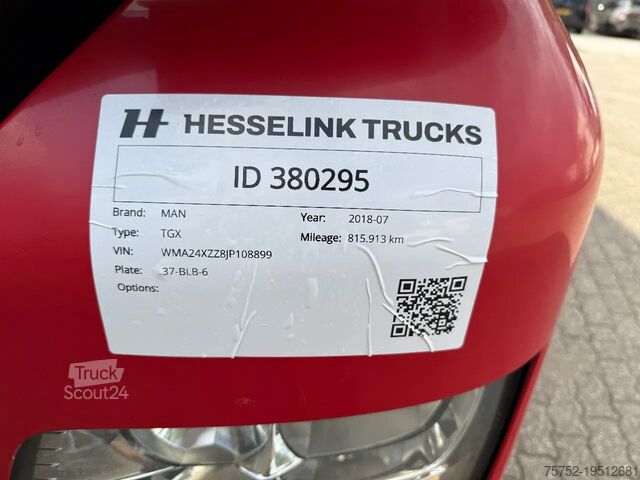 HESSELINK TRUCKS
ID 380295
Brand: MAN
Year: 2018-07
Type: TGX
Mileage: 815.913 km
VIN: WMA24XZZ8JP108899
Plate: 37-BLB-6
Options:
Truck
Scout24
75752-19512681